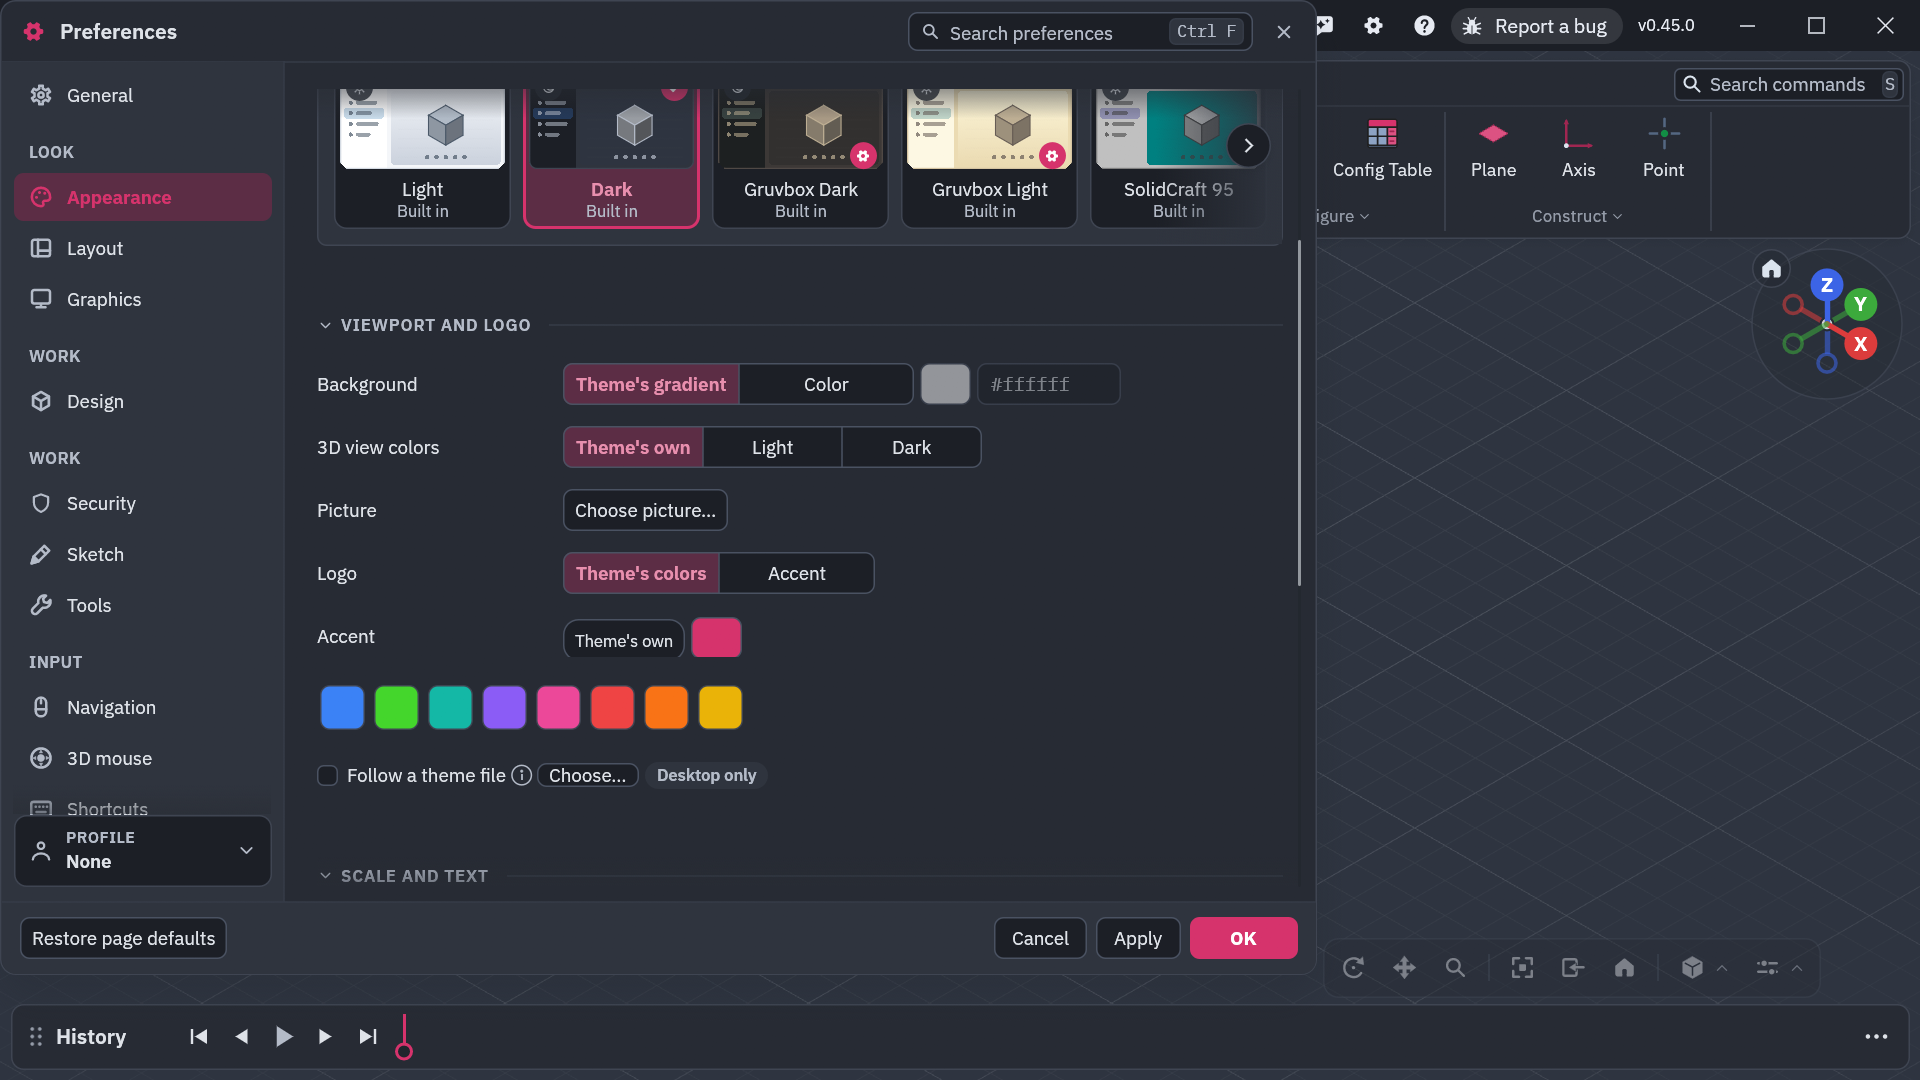 Preferences
Search preferences Ctrl F
Report a bug v0.45.0
Search commands S
General
LOOK
Appearance
Layout
Graphics
WORK
Design
WORK
Security
Sketch
Tools
INPUT
Navigation
3D mouse
Shortcuts
PROFILE
None
Light
Built in
Dark
Built in
Gruvbox Dark
Built in
Gruvbox Light
Built in
SolidCraft 95
Built in
VIEWPORT AND LOGO
Background Theme's gradient Color #ffffff
3D view colors Theme's own Light Dark
Picture Choose picture...
Logo Theme's colors Accent
Accent Theme's own
Follow a theme file Choose... Desktop only
SCALE AND TEXT
Restore page defaults Cancel Apply OK
Config Table Plane Axis Point
igure Construct
Z
Y
X
History